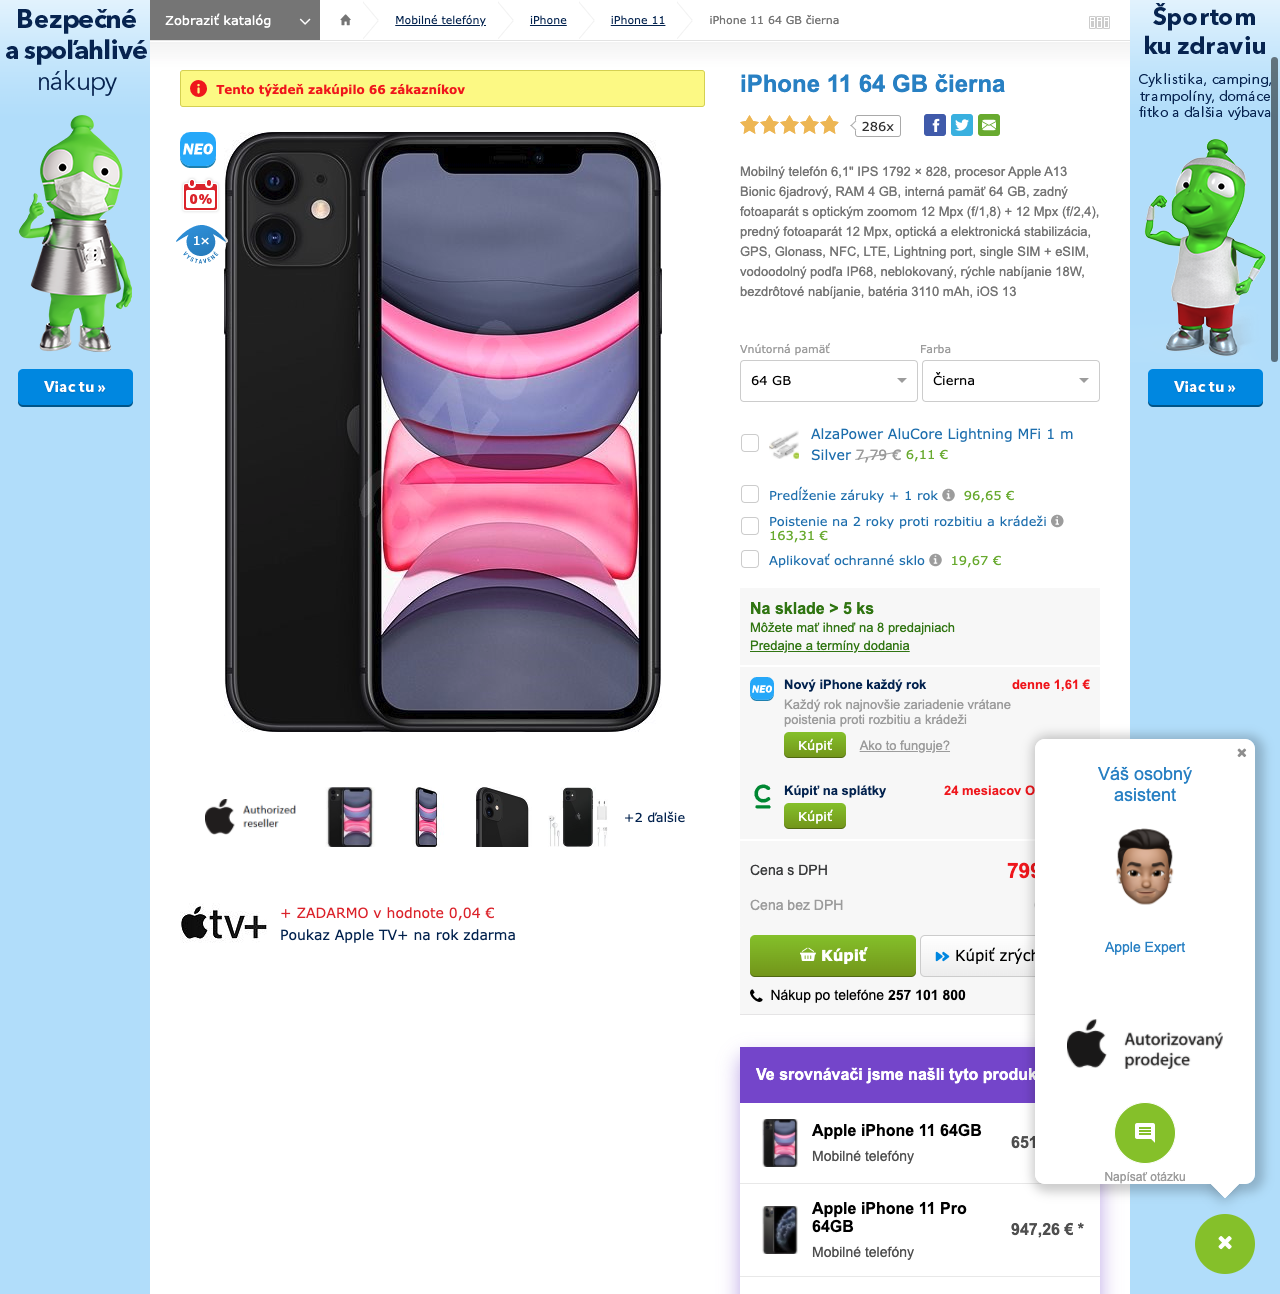 Bezpečné
a spoľahlivé
nákupy
Viac tu »
Zobraziť katalóg
Mobilné telefóny
iPhone
iPhone 11
iPhone 11 64 GB čierna
Tento týždeň zakúpilo 66 zákazníkov
NEO
0%
1×
VYSTAVENÉ
alza
Authorized
reseller
+2 ďalšie
tv+
+ ZADARMO v hodnote 0,04 €
Poukaz Apple TV+ na rok zdarma
iPhone 11 64 GB čierna
286x
Mobilný telefón 6,1" IPS 1792 × 828, procesor Apple A13
Bionic 6jadrový, RAM 4 GB, interná pamäť 64 GB, zadný
fotoaparát s optickým zoomom 12 Mpx (f/1,8) + 12 Mpx (f/2,4),
predný fotoaparát 12 Mpx, optická a elektronická stabilizácia,
GPS, Glonass, NFC, LTE, Lightning port, single SIM + eSIM,
vodoodolný podľa IP68, neblokovaný, rýchle nabíjanie 18W,
bezdrôtové nabíjanie, batéria 3110 mAh, iOS 13
Vnútorná pamäť
Farba
64 GB
Čierna
AlzaPower AluCore Lightning MFi 1 m
Silver 7,79 € 6,11 €
Predĺženie záruky + 1 rok 96,65 €
Poistenie na 2 roky proti rozbitiu a krádeži
163,31 €
Aplikovať ochranné sklo 19,67 €
Na sklade > 5 ks
Môžete mať ihneď na 8 predajniach
Predajne a termíny dodania
NEO
Nový iPhone každý rok
denne 1,61 €
Každý rok najnovšie zariadenie vrátane
poistenia proti rozbitiu a krádeži
Kúpiť
Ako to funguje?
Kúpiť na splátky
24 mesiacov O
Kúpiť
Cena s DPH
799
Cena bez DPH
Kúpiť
Kúpiť zrých
Nákup po telefóne 257 101 800
Ve srovnávači jsme našli tyto produk
Apple iPhone 11 64GB
Mobilné telefóny
651
Apple iPhone 11 Pro
64GB
Mobilné telefóny
947,26 € *
Športom
ku zdraviu
Cyklistika, camping,
trampolíny, domáce
fitko a ďalšia výbava
Viac tu »
Váš osobný
asistent
Apple Expert
Autorizovaný
prodejce
Napísať otázku